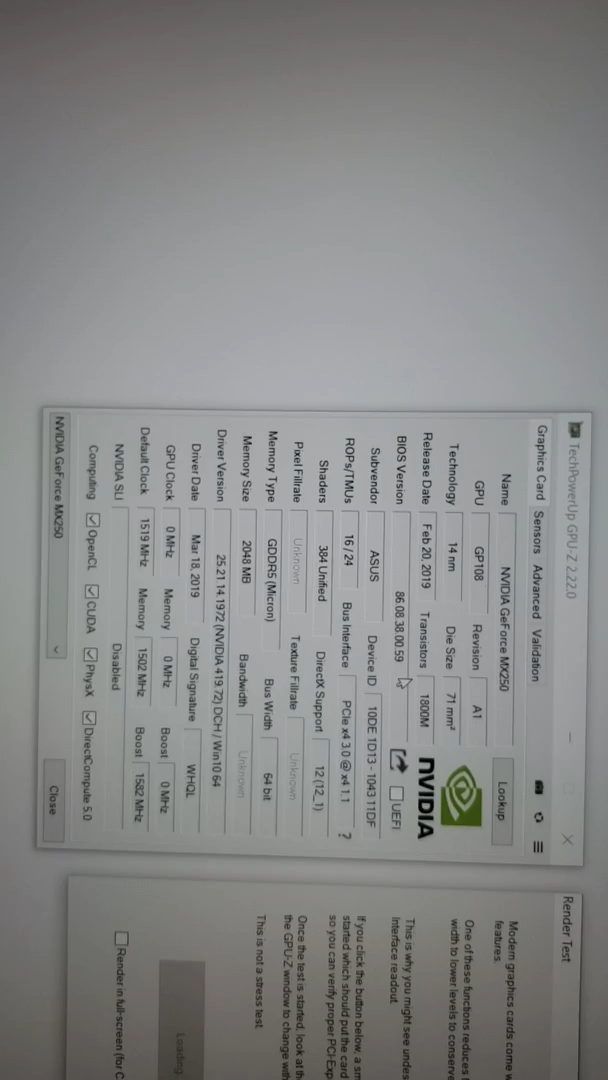 TechPowerUp GPU-Z 2.22.0
Graphics Card Sensors Advanced Validation
Name NVIDIA GeForce MX250 Lookup
GPU GP108 Revision A1
Technology 14 nm Die Size 71 mm²
Release Date Feb 20, 2019 Transistors 1800M
NVIDIA
BIOS Version 86.08.38.00.59 UEFI
Subvendor ASUS Device ID 10DE 1D13 - 1043 11DF
ROPs/TMUs 16 / 24 Bus Interface PCIe x4 3.0 @ x4 1.1 ?
Shaders 384 Unified DirectX Support 12 (12_1)
Pixel Fillrate Unknown Texture Fillrate Unknown
Memory Type GDDR5 (Micron) Bus Width 64 bit
Memory Size 2048 MB Bandwidth Unknown
Driver Version 25.21.14.1972 (NVIDIA 419.72) DCH / Win10 64
Driver Date Mar 18, 2019 Digital Signature WHQL
GPU Clock 0 MHz Memory 0 MHz Boost 0 MHz
Default Clock 1519 MHz Memory 1502 MHz Boost 1582 MHz
NVIDIA SLI Disabled
Computing OpenCL CUDA PhysX DirectCompute 5.0
NVIDIA GeForce MX250 Close
Render Test
Modern graphics cards come
features.
One of these functions reduces
width to lower levels to conserv
This is why you might see
Interface readout.
If you click the button below, a
started which should put the card
so you can verify proper PCI-Exp
Once the test is started, look at
the GPU-Z window to change
This is not a stress test
Loading
Render in full-screen (for